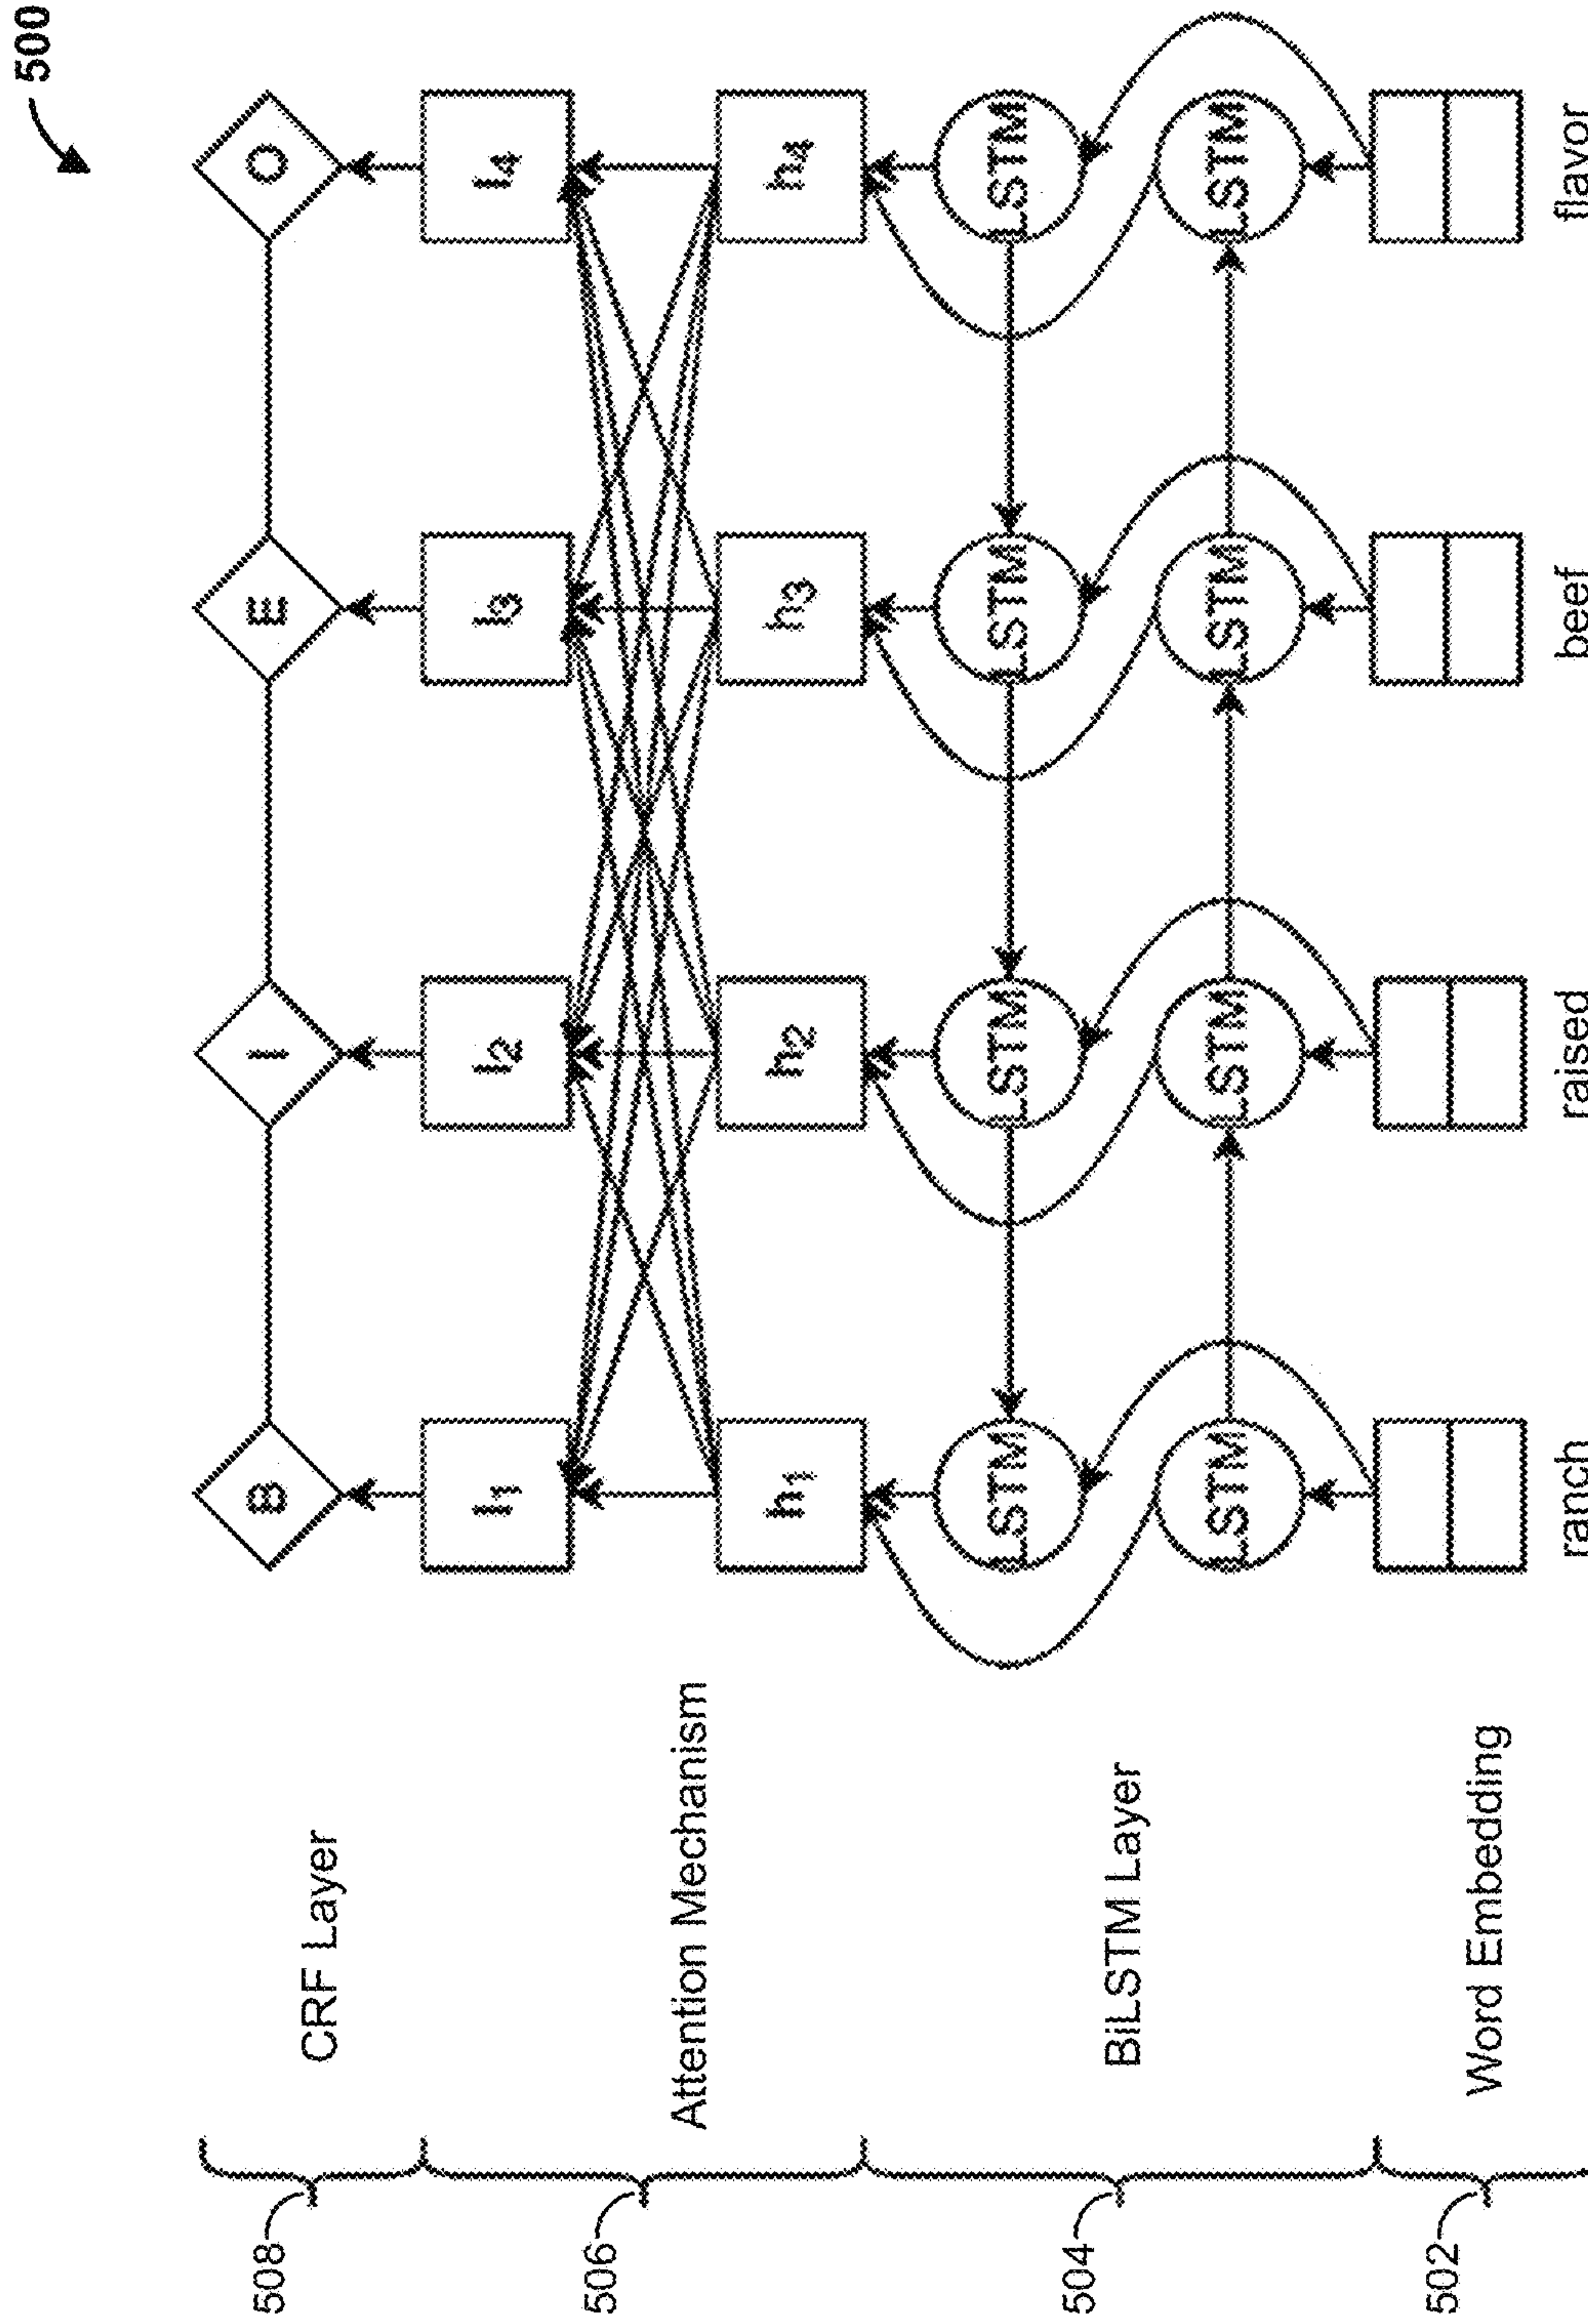 500
508 CRF Layer B I E O
l1 l2 l3 l4
506 Attention Mechanism
h1 h2 h3 h4
LSTM LSTM LSTM LSTM
504 BiLSTM Layer
LSTM LSTM LSTM LSTM
502 Word Embedding
ranch raised beef flavor